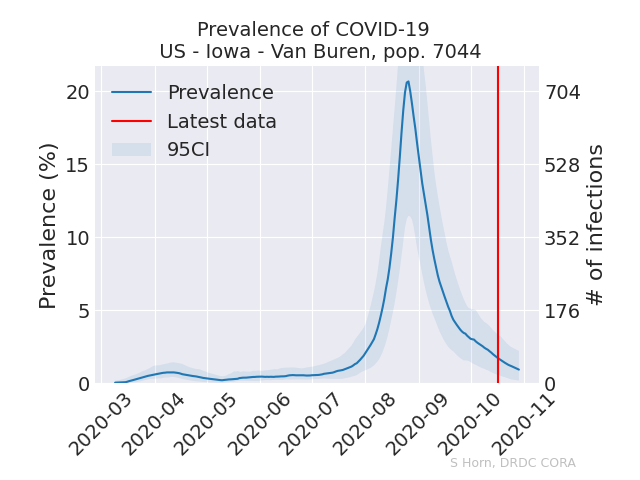 Prevalence of COVID-19
US - Iowa - Van Buren, pop. 7044
Prevalence
Latest data
95CI
Prevalence (%)
20
15
10
5
0
704
528
352
176
0
# of infections
2020-03
2020-04
2020-05
2020-06
2020-07
2020-08
2020-09
2020-10
2020-11
S Horn, DRDC CORA